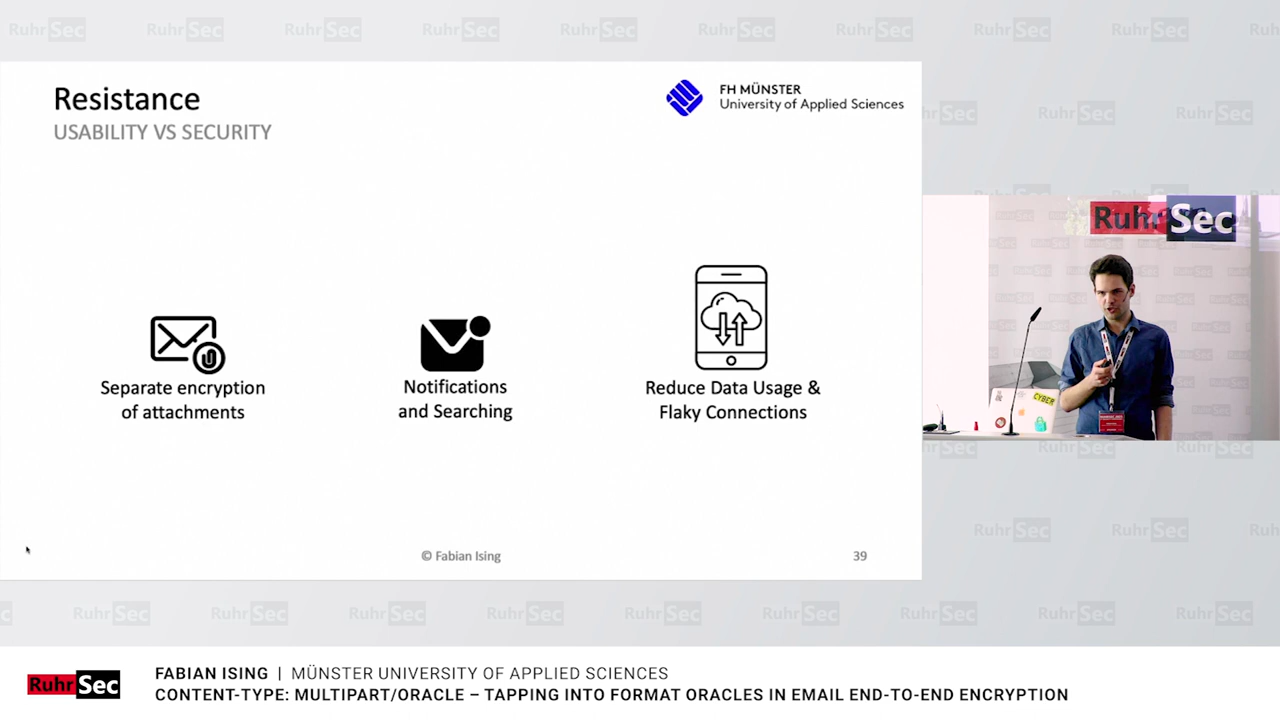 Resistance
USABILITY VS SECURITY
FH MÜNSTER
University of Applied Sciences
Separate encryption
of attachments
Notifications
and Searching
Reduce Data Usage &
Flaky Connections
© Fabian Ising
39
RuhrSec
CYBER
RuhrSec
FABIAN ISING | MÜNSTER UNIVERSITY OF APPLIED SCIENCES
CONTENT-TYPE: MULTIPART/ORACLE – TAPPING INTO FORMAT ORACLES IN EMAIL END-TO-END ENCRYPTION